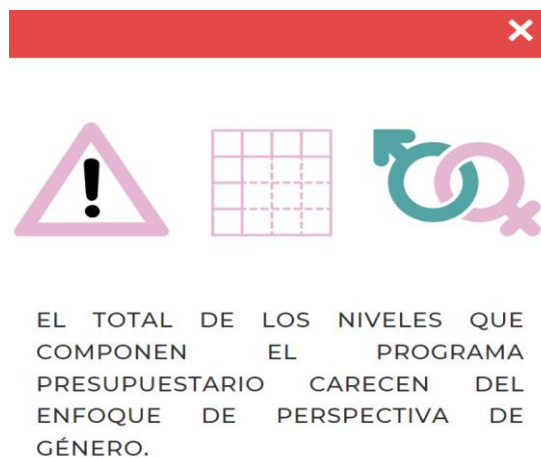 EL TOTAL DE LOS NIVELES QUE
COMPONEN EL PROGRAMA
PRESUPUESTARIO CARECEN DEL
ENFOQUE DE PERSPECTIVA DE
GÉNERO.